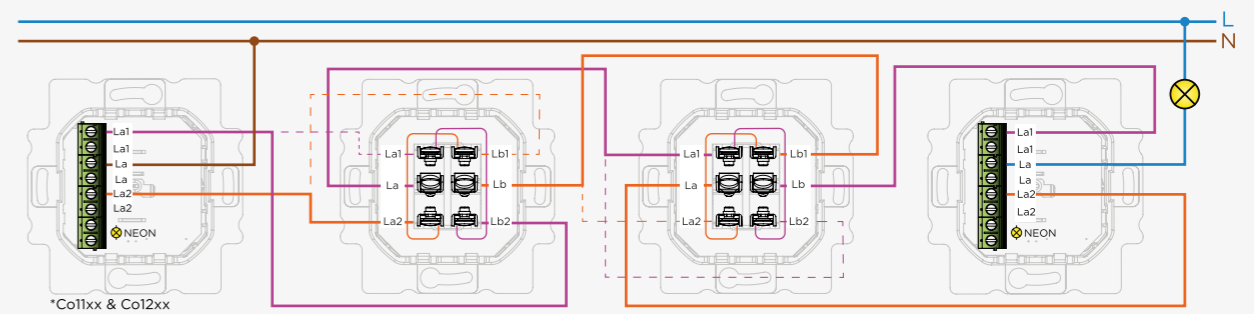 L
N
La1
La1
La
La
La2
La2
NEON
*Co11xx & Co12xx
La1
Lb1
La
Lb
La2
Lb2
La1
Lb1
La
Lb
La2
Lb2
La1
La1
La
La
La2
La2
NEON